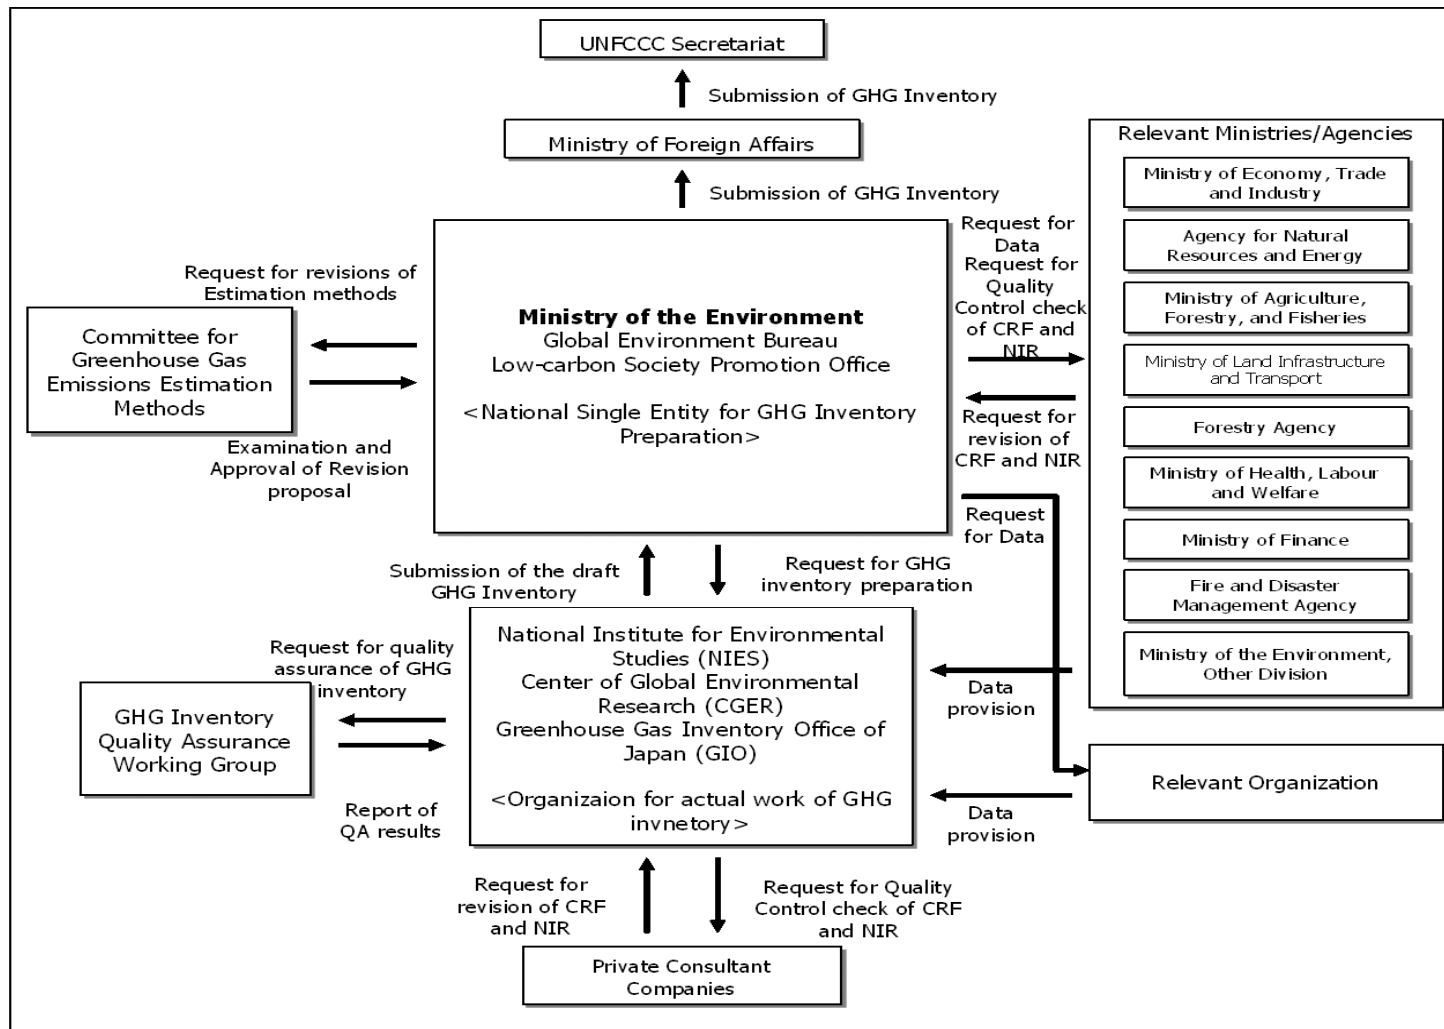 UNFCCC Secretariat
Submission of GHG Inventory
Ministry of Foreign Affairs
Submission of GHG Inventory
Relevant Ministries/Agencies
Ministry of Economy, Trade
and Industry
Agency for Natural
Resources and Energy
Ministry of Agriculture,
Forestry, and Fisheries
Ministry of Land Infrastructure
and Transport
Forestry Agency
Ministry of Health, Labour
and Welfare
Ministry of Finance
Fire and Disaster
Management Agency
Ministry of the Environment,
Other Division
Request for
Data
Request for
Quality
Control check
of CRF and
NIR
Request for
revision of
CRF and NIR
Request
for Data
Request for revisions of
Estimation methods
Committee for
Greenhouse Gas
Emissions Estimation
Methods
Examination and
Approval of Revision
proposal
Ministry of the Environment
Global Environment Bureau
Low-carbon Society Promotion Office
<National Single Entity for GHG Inventory
Preparation>
Submission of the draft
GHG Inventory
Request for GHG
inventory preparation
Request for quality
assurance of GHG
inventory
GHG Inventory
Quality Assurance
Working Group
Report of
QA results
National Institute for Environmental
Studies (NIES)
Center of Global Environmental
Research (CGER)
Greenhouse Gas Inventory Office of
Japan (GIO)
<Organizaion for actual work of GHG
invnetory>
Data
provision
Relevant Organization
Data
provision
Request for
revision of CRF
and NIR
Request for Quality
Control check of CRF
and NIR
Private Consultant
Companies